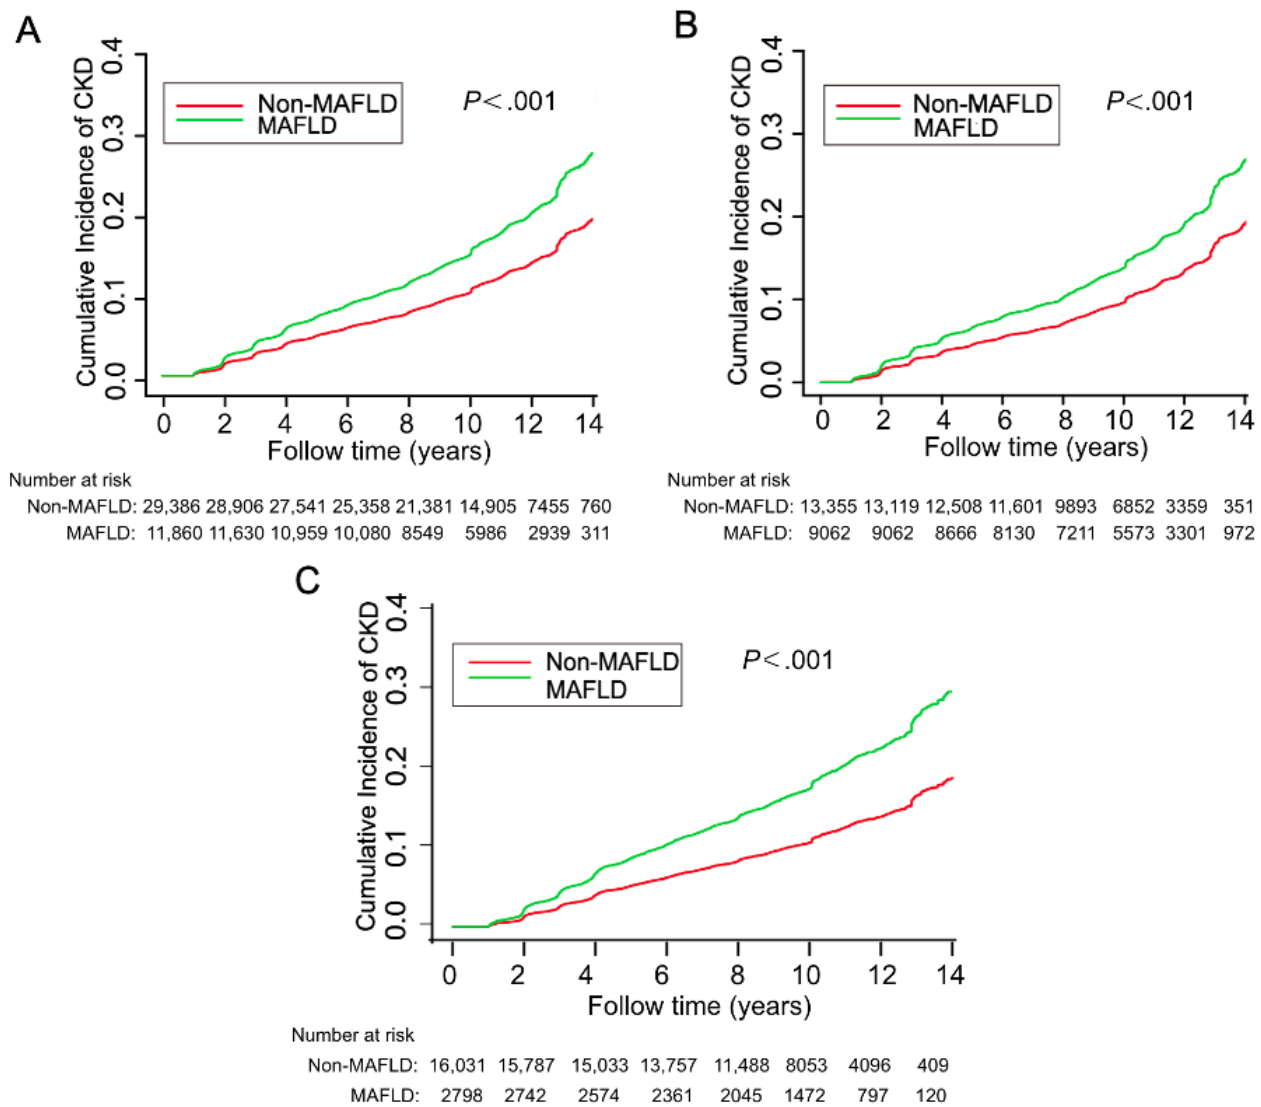 A
Cumulative Incidence of CKD
0.0 0.1 0.2 0.3 0.4
Non-MAFLD
MAFLD
P<.001
0 2 4 6 8 10 12 14
Follow time (years)
Number at risk
Non-MAFLD: 29,386 28,906 27,541 25,358 21,381 14,905 7455 760
MAFLD: 11,860 11,630 10,959 10,080 8549 5986 2939 311
B
Cumulative Incidence of CKD
0.0 0.1 0.2 0.3 0.4
Non-MAFLD
MAFLD
P<.001
0 2 4 6 8 10 12 14
Follow time (years)
Number at risk
Non-MAFLD: 13,355 13,119 12,508 11,601 9893 6852 3359 351
MAFLD: 9062 9062 8666 8130 7211 5573 3301 972
C
Cumulative Incidence of CKD
0.0 0.1 0.2 0.3 0.4
Non-MAFLD
MAFLD
P<.001
0 2 4 6 8 10 12 14
Follow time (years)
Number at risk
Non-MAFLD: 16,031 15,787 15,033 13,757 11,488 8053 4096 409
MAFLD: 2798 2742 2574 2361 2045 1472 797 120